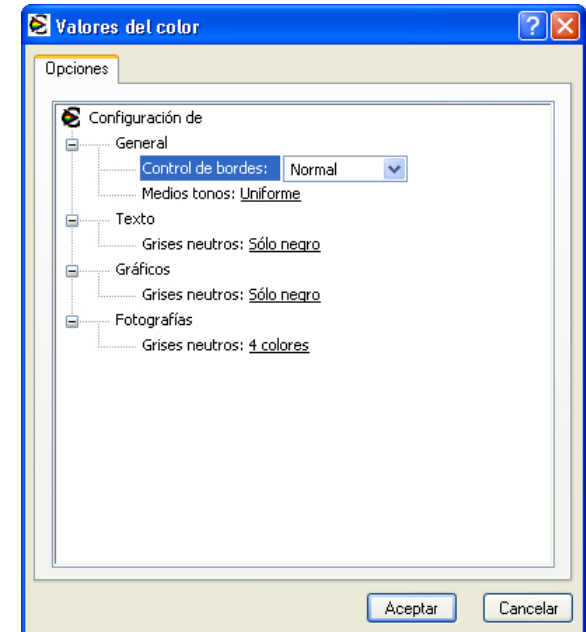 Valores del color
Opciones
Configuración de
General
Control de bordes: Normal
Medios tonos: Uniforme
Texto
Grises neutros: Sólo negro
Gráficos
Grises neutros: Sólo negro
Fotografías
Grises neutros: 4 colores
Aceptar Cancelar